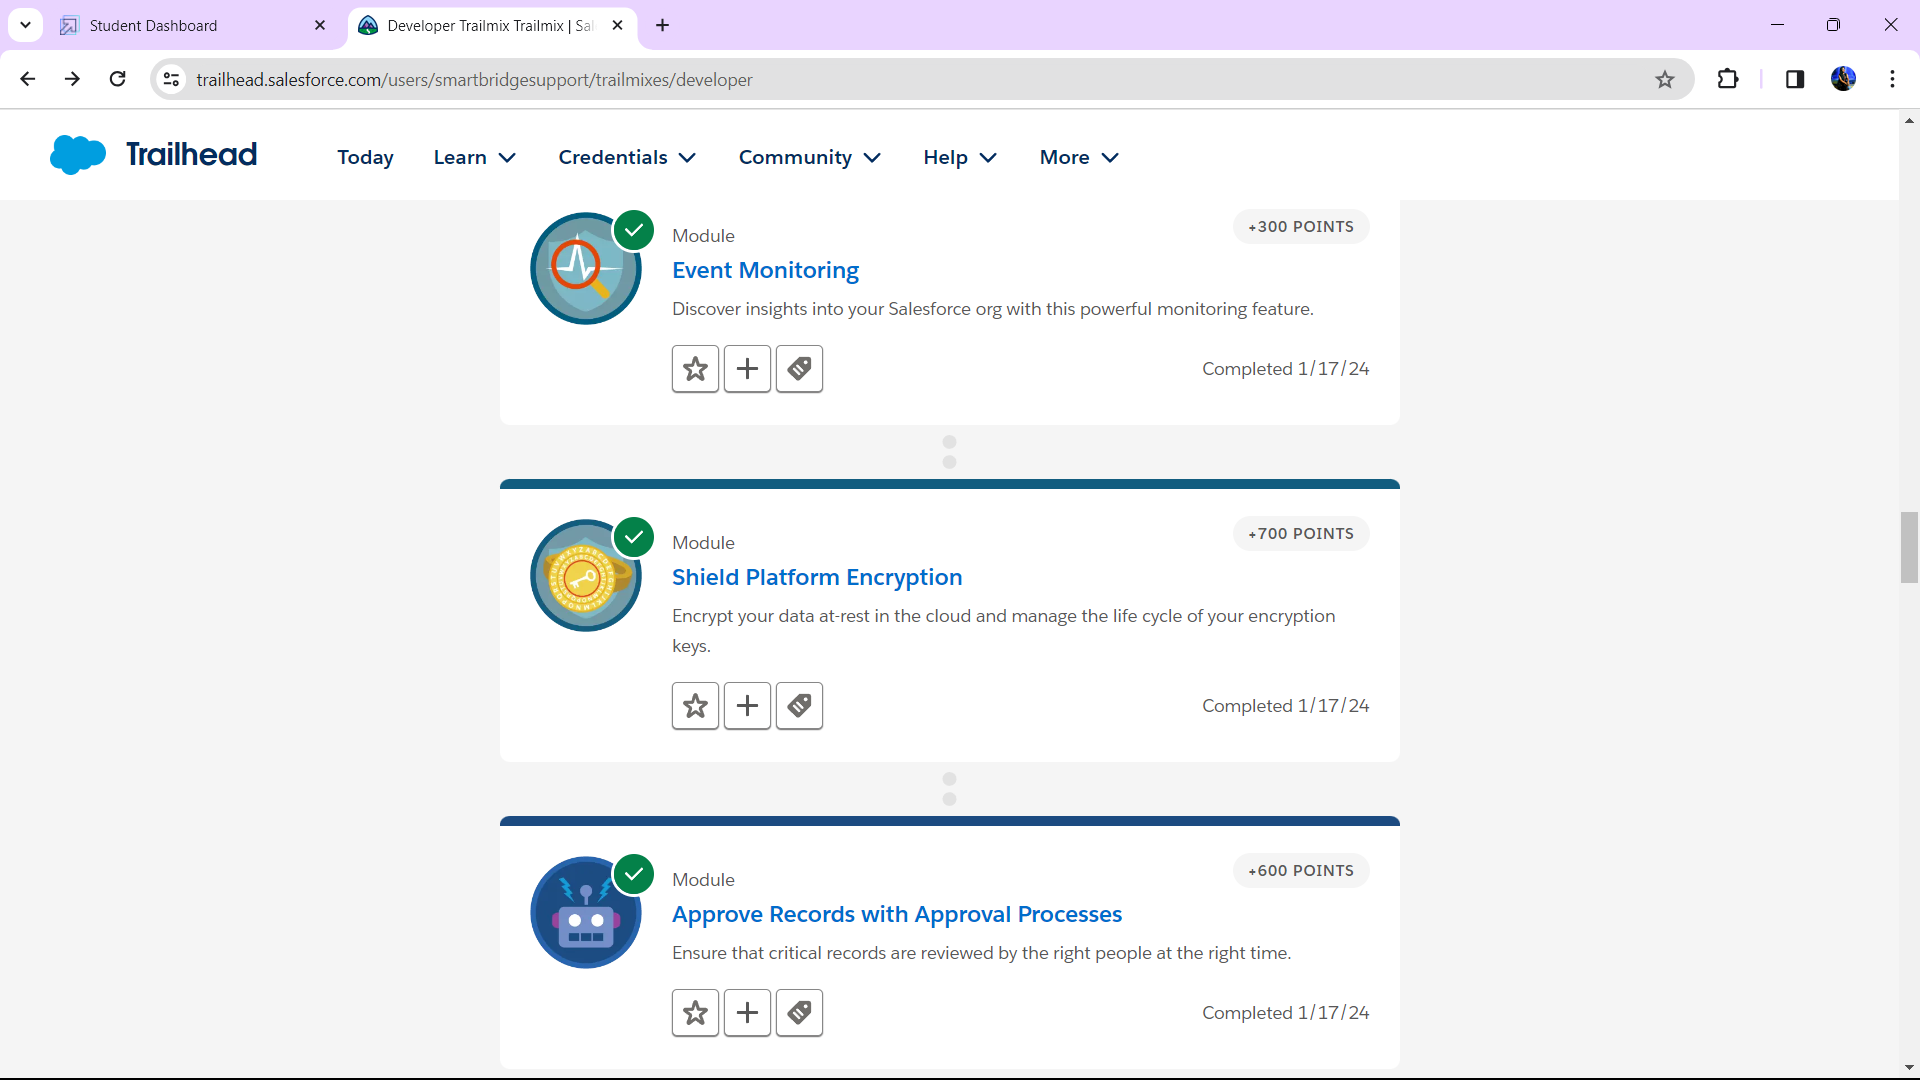 Student Dashboard
Developer Trailmix Trailmix | Sal
trailhead.salesforce.com/users/smartbridgesupport/trailmixes/developer
Trailhead
Today
Learn
Credentials
Community
Help
More
Module
+300 POINTS
Event Monitoring
Discover insights into your Salesforce org with this powerful monitoring feature.
Completed 1/17/24
Module
+700 POINTS
Shield Platform Encryption
Encrypt your data at-rest in the cloud and manage the life cycle of your encryption
keys.
Completed 1/17/24
Module
+600 POINTS
Approve Records with Approval Processes
Ensure that critical records are reviewed by the right people at the right time.
Completed 1/17/24